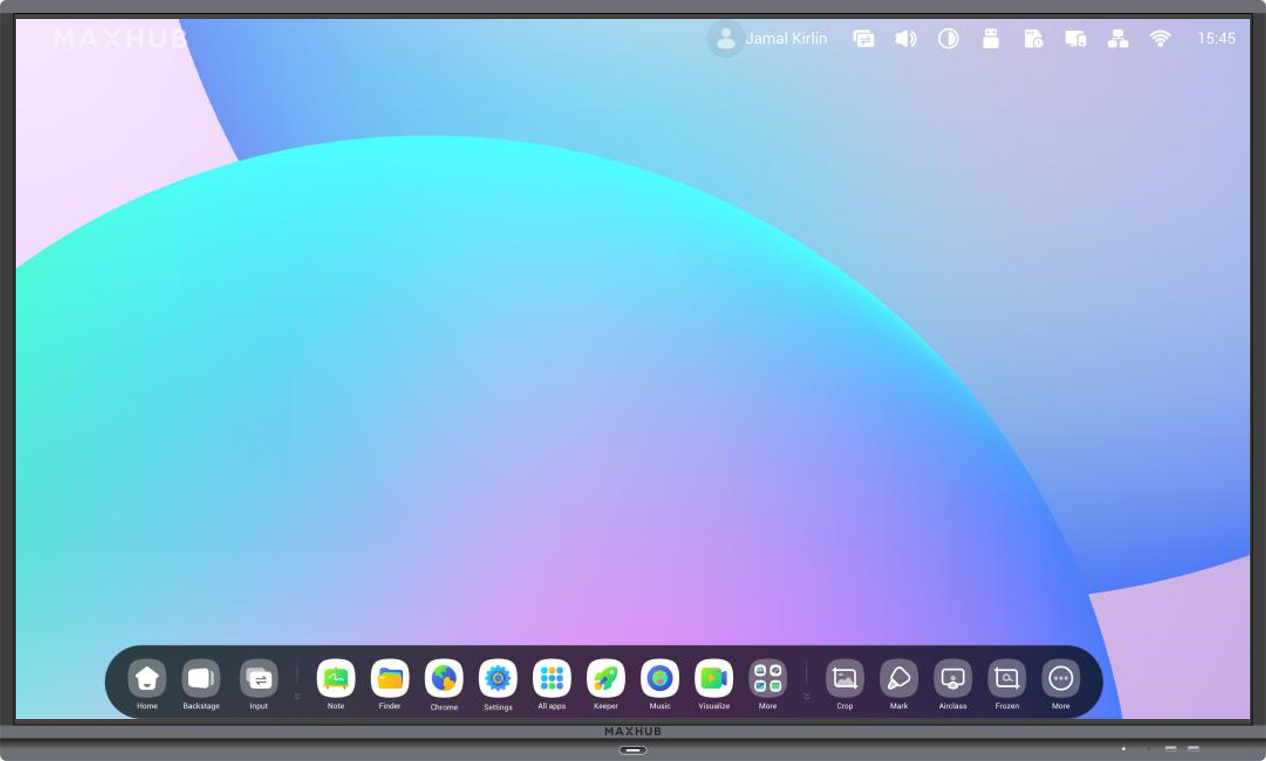 MAXHUB
Jamal Kirlin
15:45
Home
Backstage
Input
Note
Finder
Chrome
Settings
All apps
Keeper
Music
Visualize
More
Crop
Mark
Airclass
Frozen
More
MAXHUB